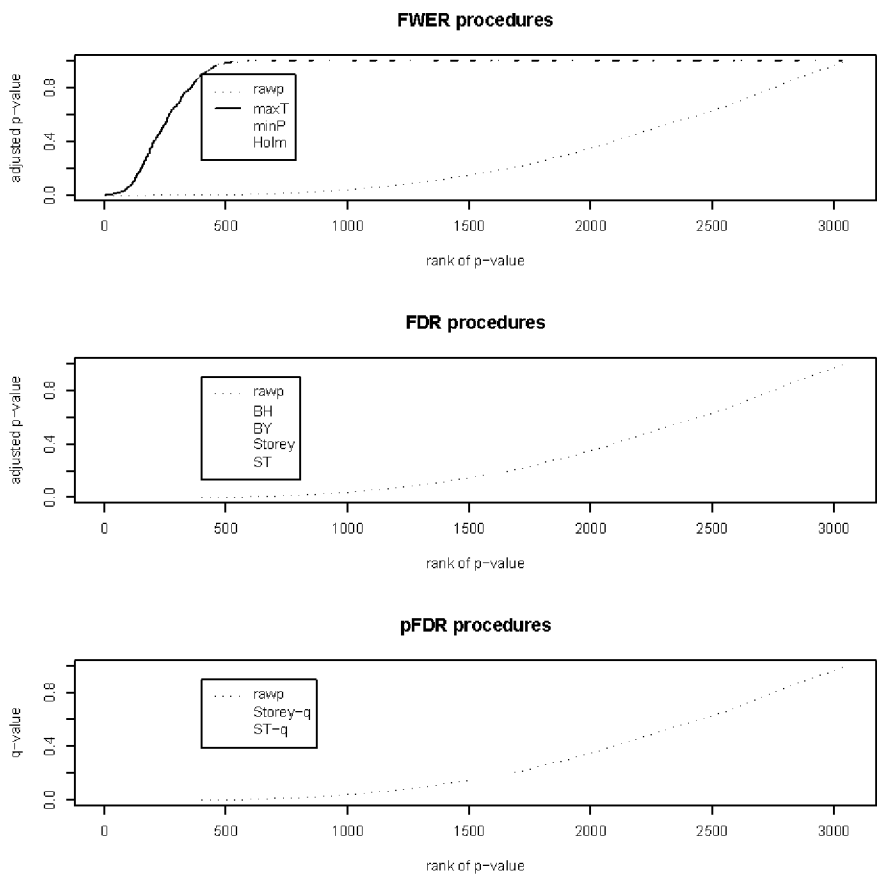 FWER procedures
adjusted p-value
0.0 0.4 0.8
rawp
maxT
minP
Holm
0 500 1000 1500 2000 2500 3000
rank of p-value
FDR procedures
adjusted p-value
0.0 0.4 0.8
rawp
BH
BY
Storey
ST
0 500 1000 1500 2000 2500 3000
rank of p-value
pFDR procedures
q-value
0.0 0.4 0.8
rawp
Storey-q
ST-q
0 500 1000 1500 2000 2500 3000
rank of p-value